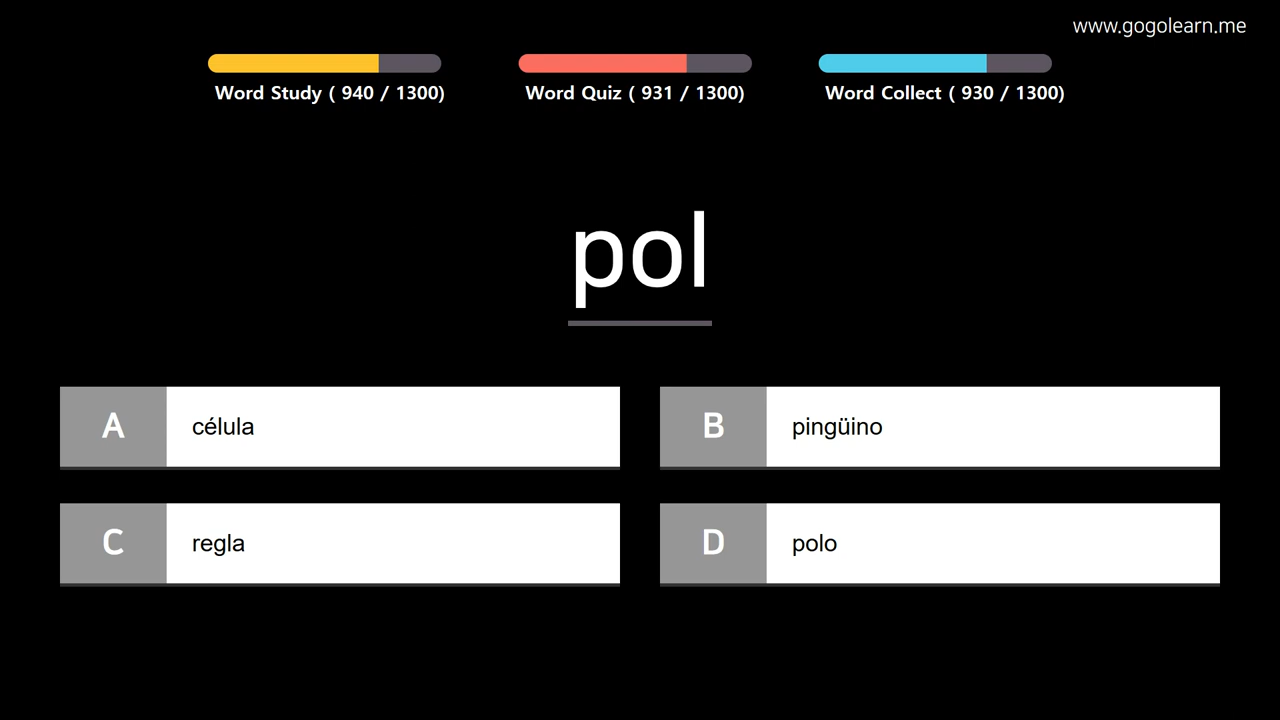 www.gogolearn.me
Word Study ( 940 / 1300)
Word Quiz ( 931 / 1300)
Word Collect ( 930 / 1300)
pol
A célula
B pingüino
C regla
D polo